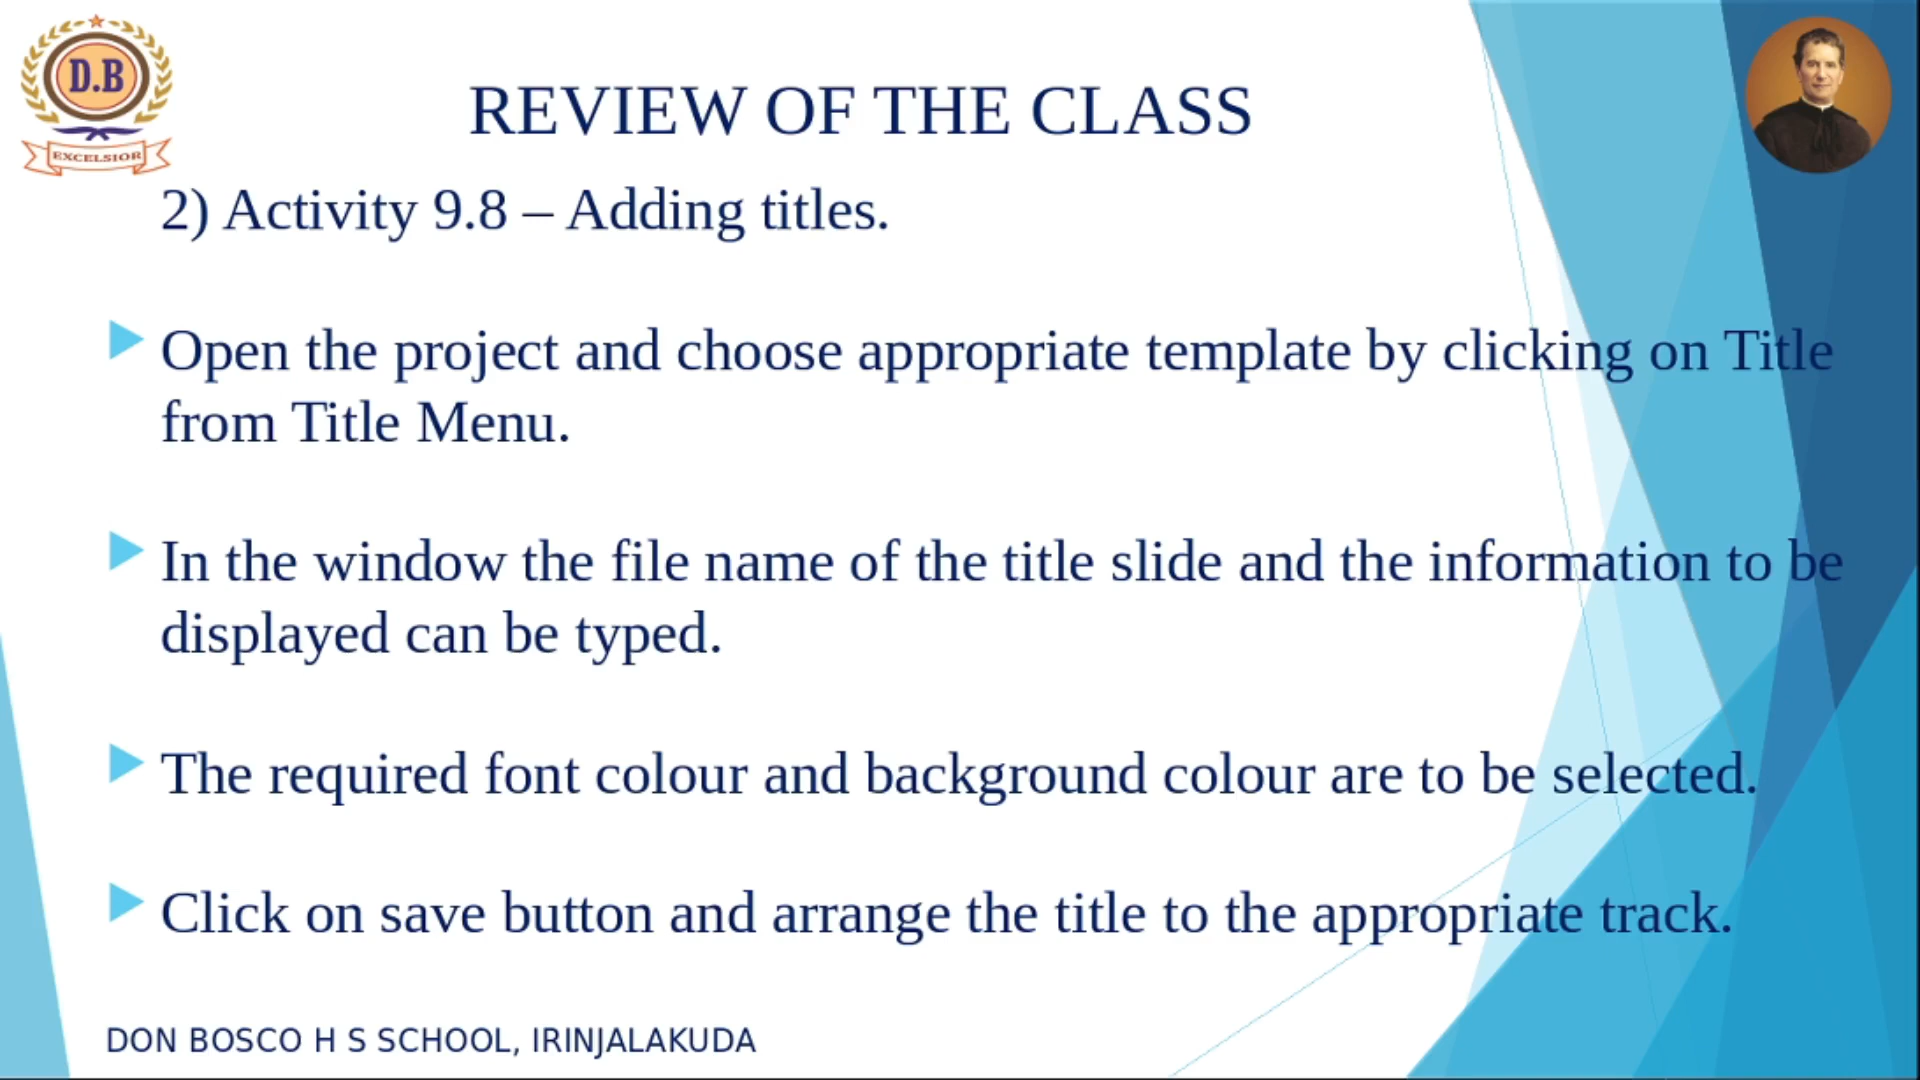 D.B
EXCELSIOR
REVIEW OF THE CLASS
2) Activity 9.8 – Adding titles.
Open the project and choose appropriate template by clicking on Title
from Title Menu.
In the window the file name of the title slide and the information to be
displayed can be typed.
The required font colour and background colour are to be selected.
Click on save button and arrange the title to the appropriate track.
DON BOSCO H S SCHOOL, IRINJALAKUDA